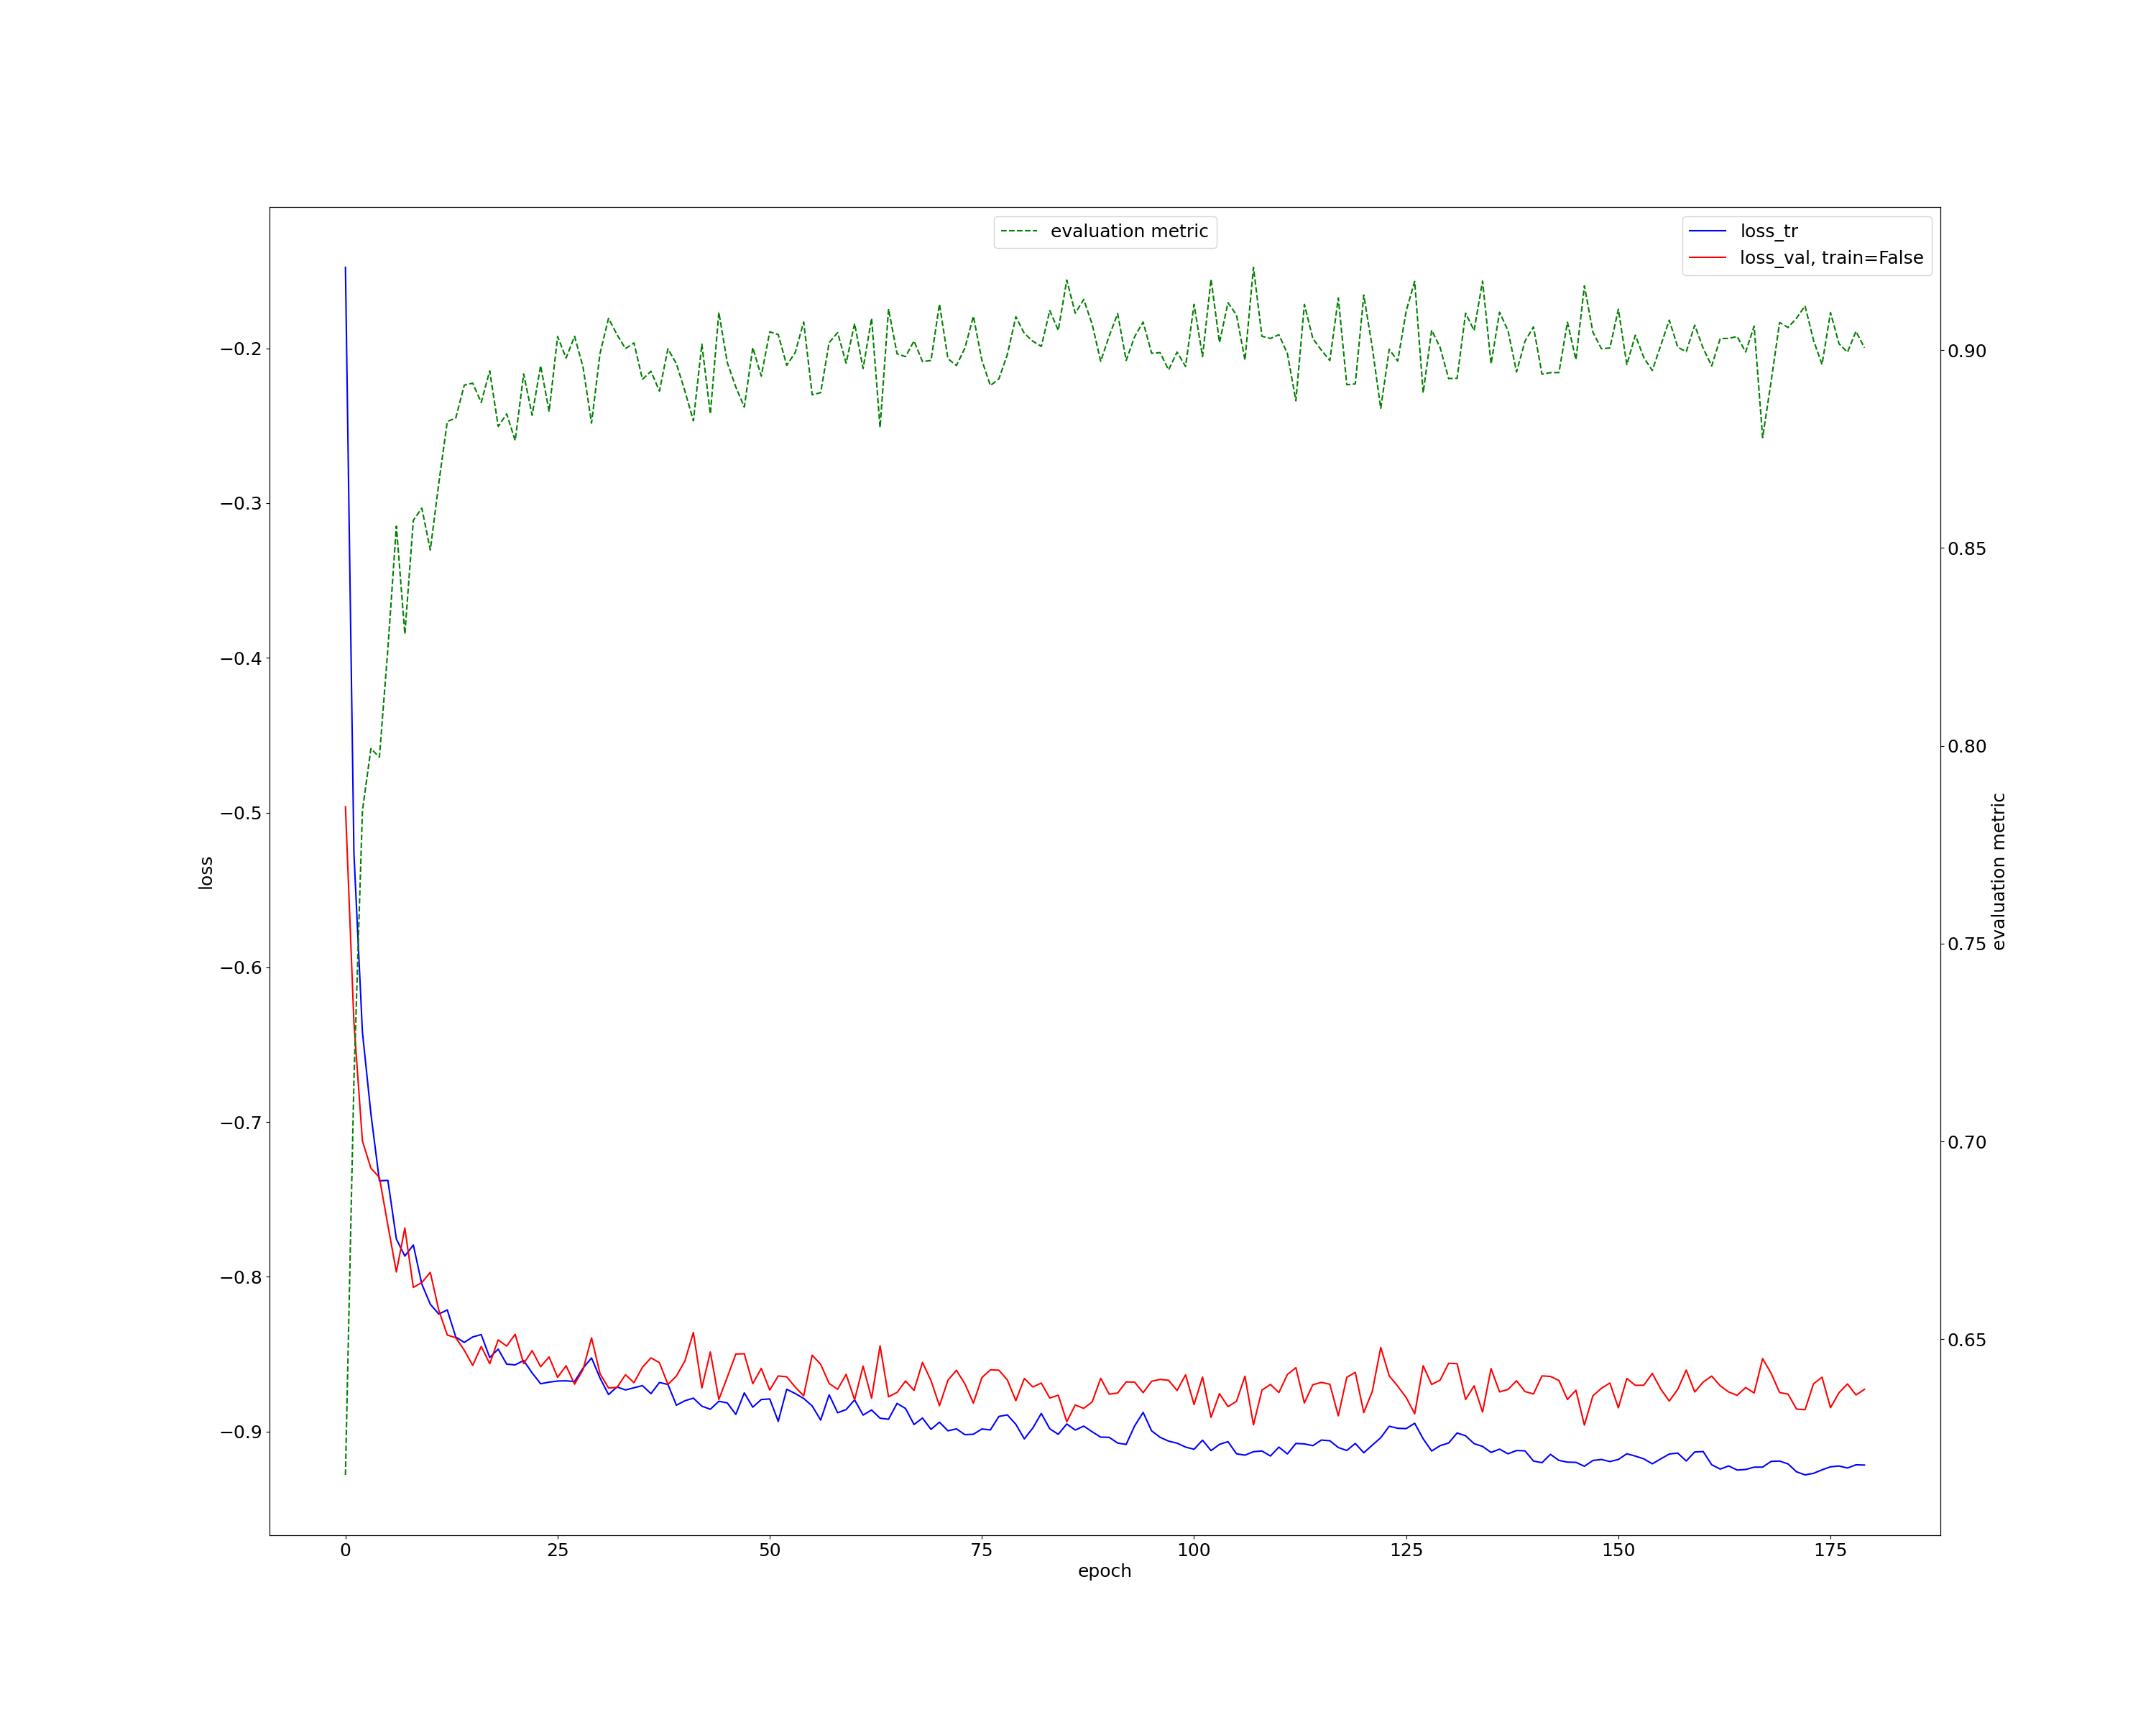 evaluation metric
loss_tr
loss_val, train=False
−0.2
−0.3
−0.4
−0.5
−0.6
−0.7
−0.8
−0.9
loss
0.90
0.85
0.80
0.75
0.70
0.65
evaluation metric
0 25 50 75 100 125 150 175
epoch